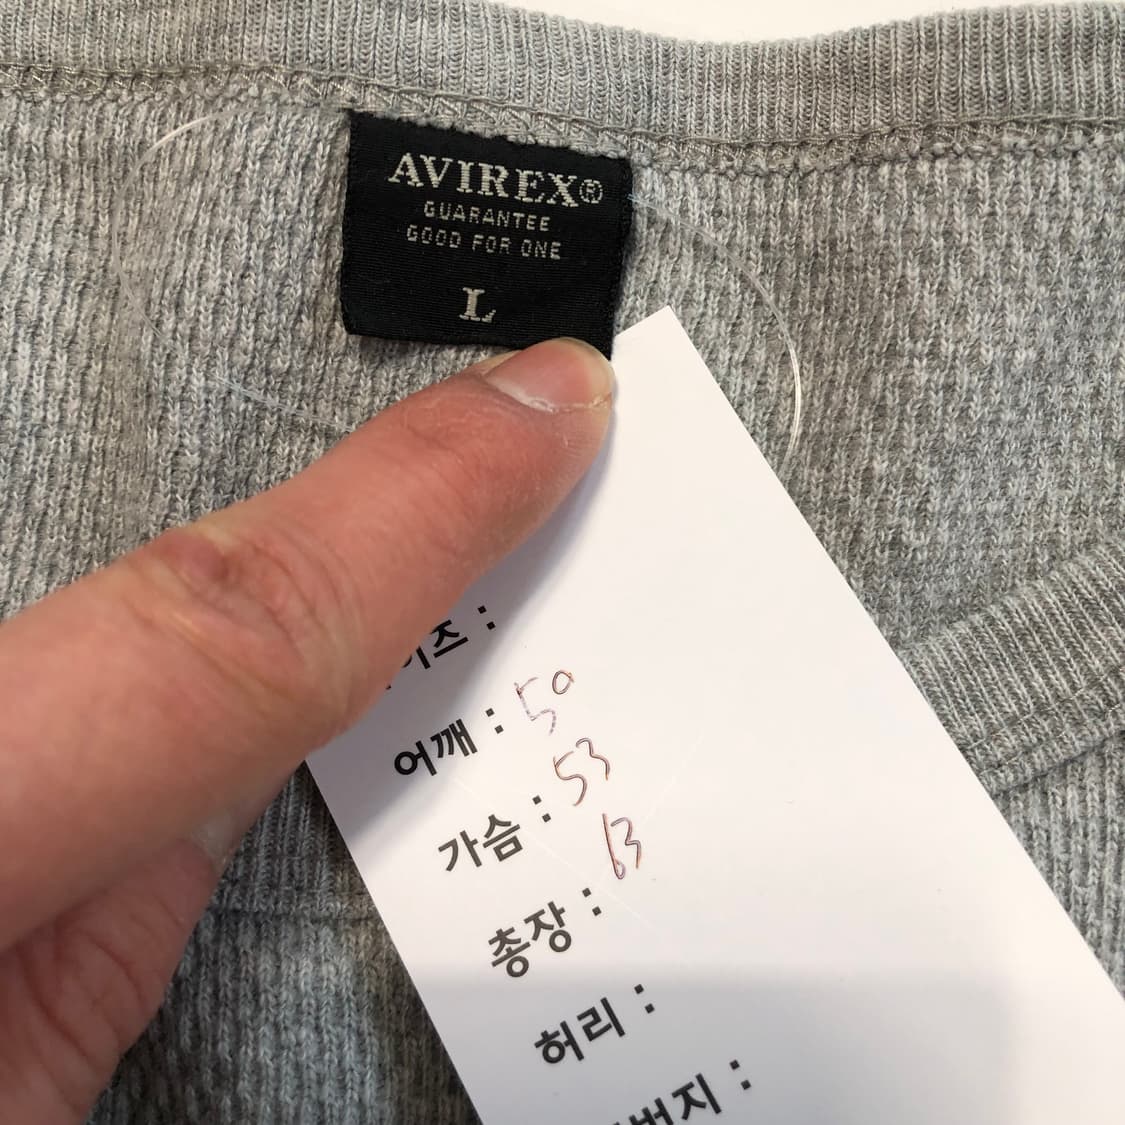 AVIREX®
GUARANTEE
GOOD FOR ONE
L
어깨 : 50
가슴 : 53
총장 : 63
허리 :